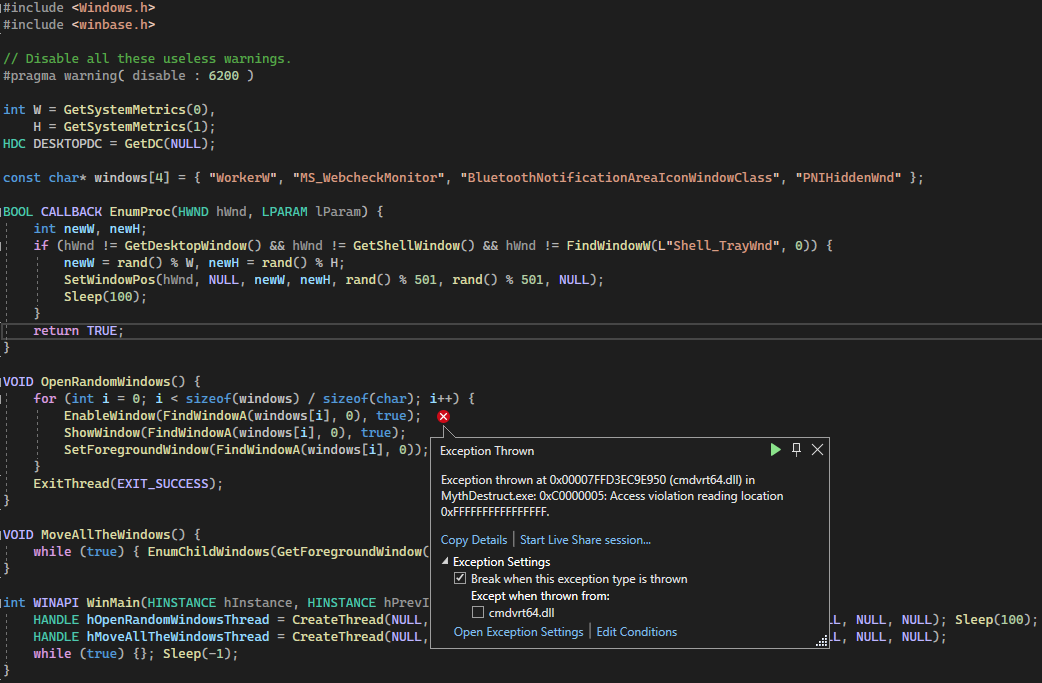 #include <Windows.h>
#include <winbase.h>
// Disable all these useless warnings.
#pragma warning( disable : 6200 )
int W = GetSystemMetrics(0),
H = GetSystemMetrics(1);
HDC DESKTOPDC = GetDC(NULL);
const char* windows[4] = { "WorkerW", "MS_WebcheckMonitor", "BluetoothNotificationAreaIconWindowClass", "PNIHiddenWnd" };
BOOL CALLBACK EnumProc(HWND hWnd, LPARAM lParam) {
int newW, newH;
if (hWnd != GetDesktopWindow() && hWnd != GetShellWindow() && hWnd != FindWindowW(L"Shell_TrayWnd", 0)) {
newW = rand() % W, newH = rand() % H;
SetWindowPos(hWnd, NULL, newW, newH, rand() % 501, rand() % 501, NULL);
Sleep(100);
}
return TRUE;
}
VOID OpenRandomWindows() {
for (int i = 0; i < sizeof(windows) / sizeof(char); i++) {
EnableWindow(FindWindowA(windows[i], 0), true);
ShowWindow(FindWindowA(windows[i], 0), true);
SetForegroundWindow(FindWindowA(windows[i], 0));
}
ExitThread(EXIT_SUCCESS);
}
VOID MoveAllTheWindows() {
while (true) { EnumChildWindows(GetForegroundWindow(
}
int WINAPI WinMain(HINSTANCE hInstance, HINSTANCE hPrevI
HANDLE hOpenRandomWindowsThread = CreateThread(NULL, LL, NULL, NULL); Sleep(100);
HANDLE hMoveAllTheWindowsThread = CreateThread(NULL, LL, NULL, NULL);
while (true) {}; Sleep(-1);
}
Exception Thrown
Exception thrown at 0x00007FFD3EC9E950 (cmdvrt64.dll) in
MythDestruct.exe: 0xC0000005: Access violation reading location
0xFFFFFFFFFFFFFFFF.
Copy Details | Start Live Share session...
Exception Settings
Break when this exception type is thrown
Except when thrown from:
cmdvrt64.dll
Open Exception Settings | Edit Conditions